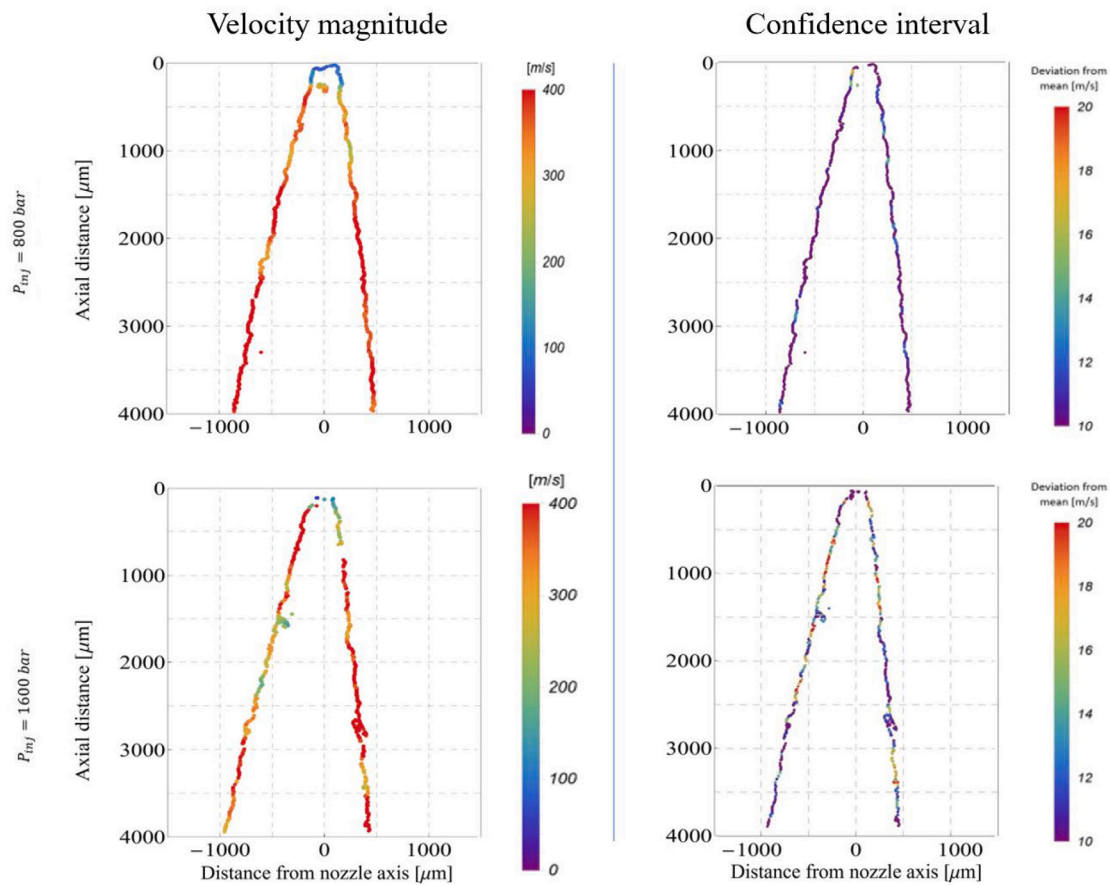 Velocity magnitude
Confidence interval
P_inj = 800 bar
Axial distance [μm]
0
1000
2000
3000
4000
−1000 0 1000
[m/s]
400
300
200
100
0
0
1000
2000
3000
4000
−1000 0 1000
Deviation from
mean [m/s]
20
18
16
14
12
10
P_inj = 1600 bar
Axial distance [μm]
0
1000
2000
3000
4000
−1000 0 1000
Distance from nozzle axis [μm]
[m/s]
400
300
200
100
0
0
1000
2000
3000
4000
−1000 0 1000
Distance from nozzle axis [μm]
Deviation from
mean [m/s]
20
18
16
14
12
10